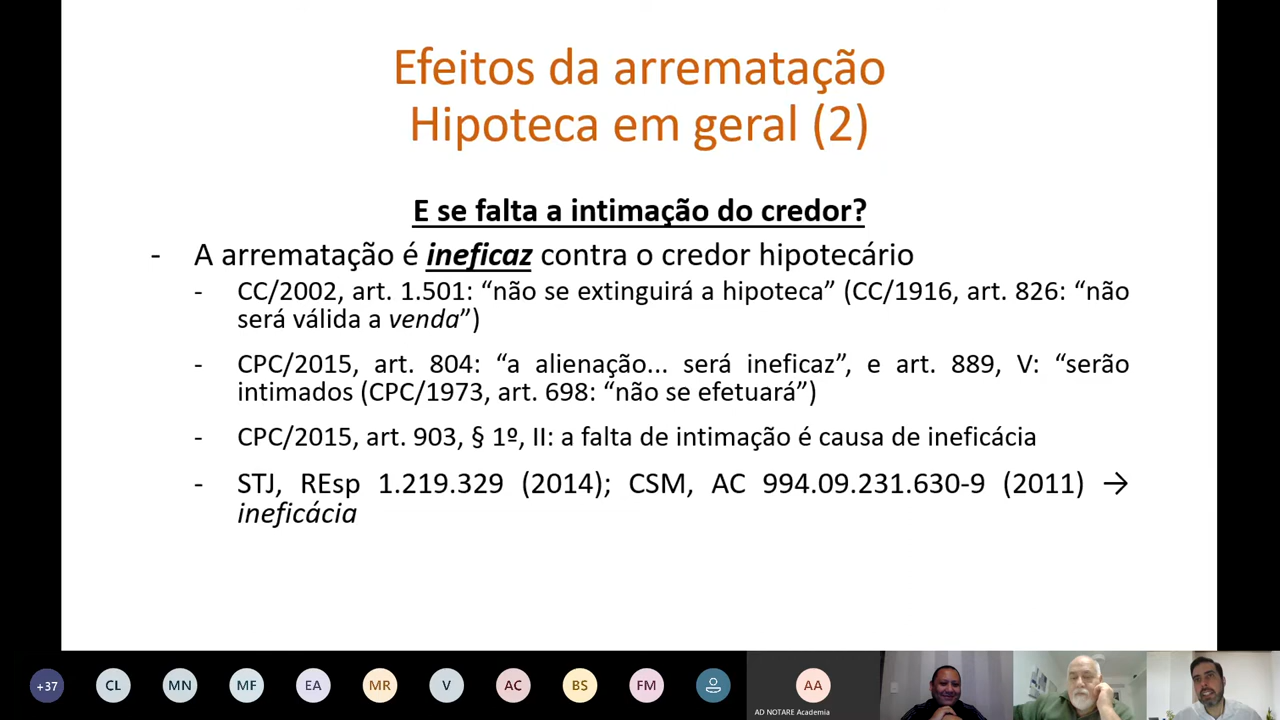 Efeitos da arrematação
Hipoteca em geral (2)
E se falta a intimação do credor?
- A arrematação é ineficaz contra o credor hipotecário
- CC/2002, art. 1.501: “não se extinguirá a hipoteca” (CC/1916, art. 826: “não
será válida a venda”)
- CPC/2015, art. 804: “a alienação... será ineficaz”, e art. 889, V: “serão
intimados (CPC/1973, art. 698: “não se efetuará”)
- CPC/2015, art. 903, § 1º, II: a falta de intimação é causa de ineficácia
- STJ, REsp 1.219.329 (2014); CSM, AC 994.09.231.630-9 (2011) →
ineficácia
+37 CL MN MF EA MR V AC BS FM AA
AD NOTARE Academia